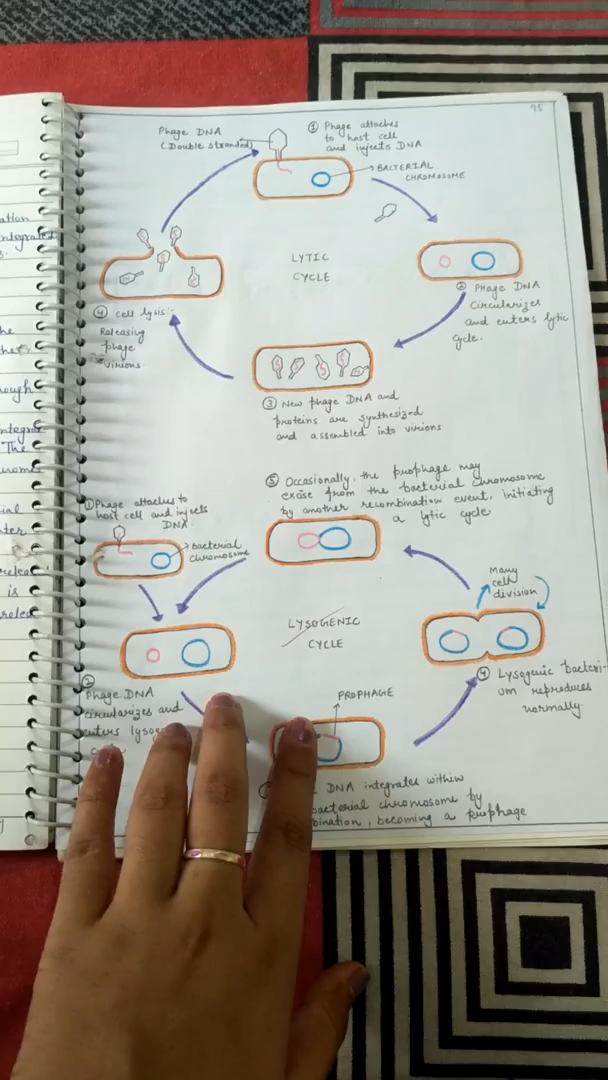 95
Phage DNA
(Double stranded)
① Phage attaches
to host cell
and injects DNA
BACTERIAL
CHROMOSOME
LYTIC
CYCLE
② Phage DNA
Circularizes
and enters lytic
cycle.
③ New phage DNA and
proteins are synthesized
and assembled into virions
④ Cell lysis:-
Releasing
phage
virions
⑤ Occasionally, the prophage may
excise from the bacterial chromosome
by another recombination event, initiating
a lytic cycle
① Phage attaches to
host cell and injects
DNA
Bacterial
chromosome
LYSOGENIC
CYCLE
Many
cell
division
④ Lysogenic bacteri-
um reproduces
normally.
② Phage DNA
circularizes and
enters
PROPHAGE
DNA integrates within
bacterial chromosome by
becoming a prophage